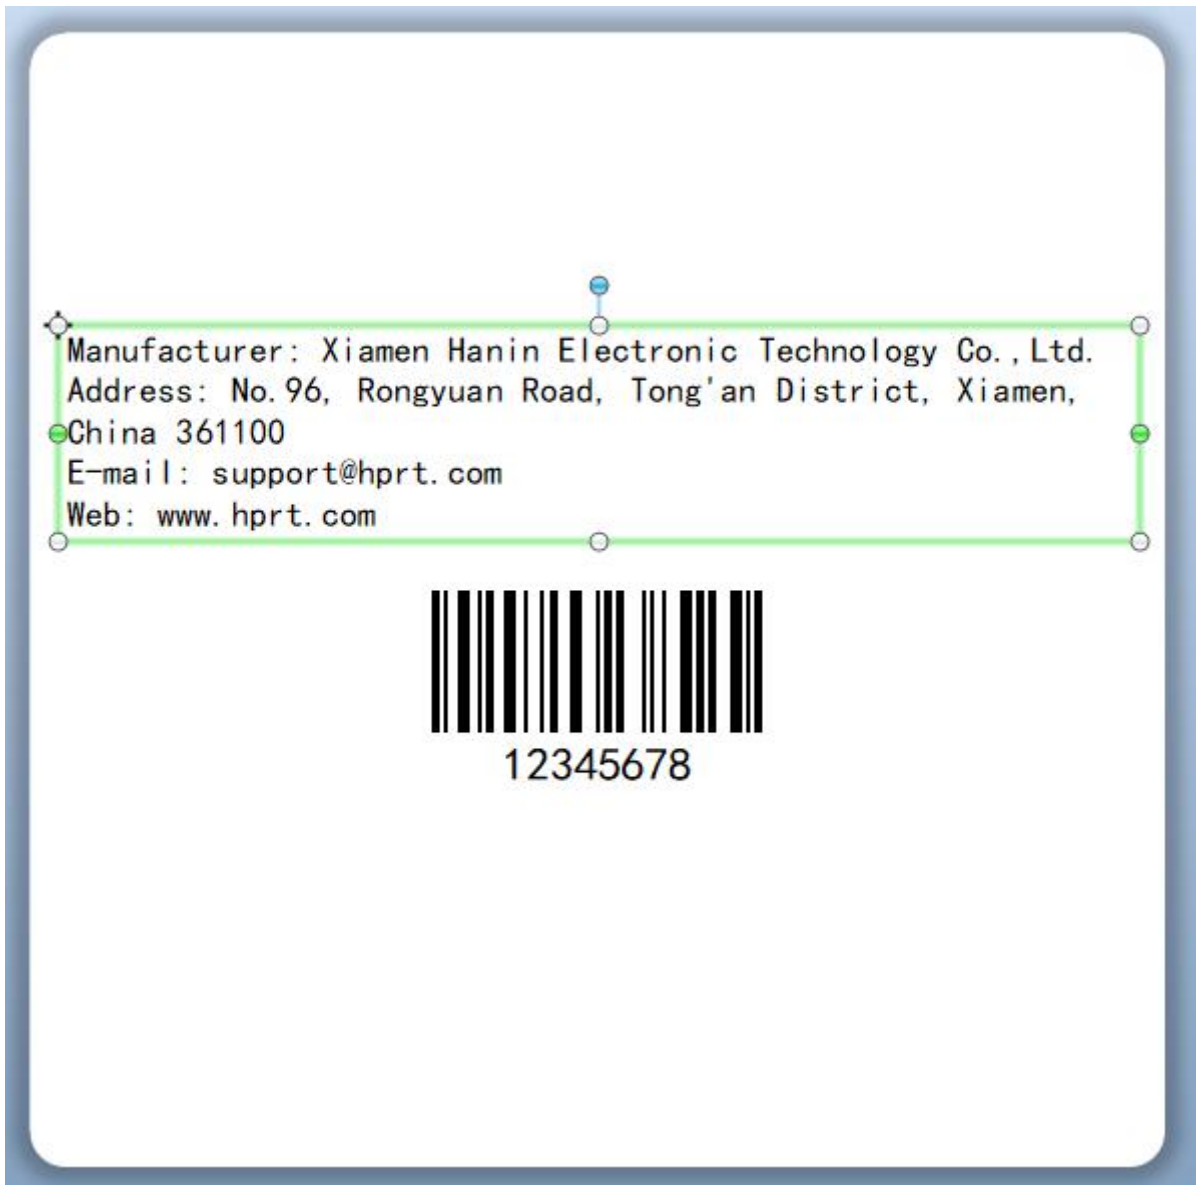 Manufacturer: Xiamen Hanin Electronic Technology Co.,Ltd.
Address: No.96, Rongyuan Road, Tong'an District, Xiamen,
China 361100
E-mail: support@hprt.com
Web: www.hprt.com
12345678